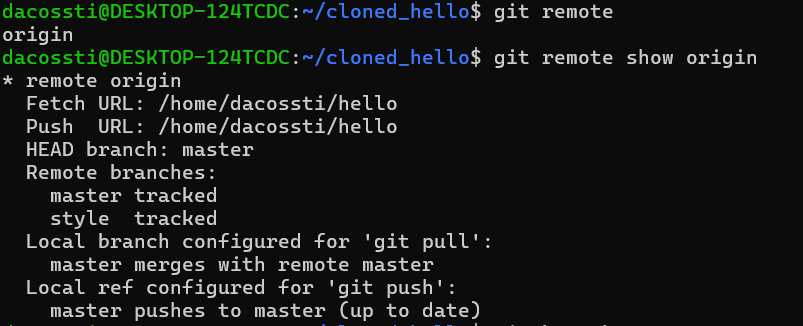 dacossti@DESKTOP-124TCDC:~/cloned_hello$ git remote
origin
dacossti@DESKTOP-124TCDC:~/cloned_hello$ git remote show origin
* remote origin
  Fetch URL: /home/dacossti/hello
  Push  URL: /home/dacossti/hello
  HEAD branch: master
  Remote branches:
    master tracked
    style  tracked
  Local branch configured for 'git pull':
    master merges with remote master
  Local ref configured for 'git push':
    master pushes to master (up to date)